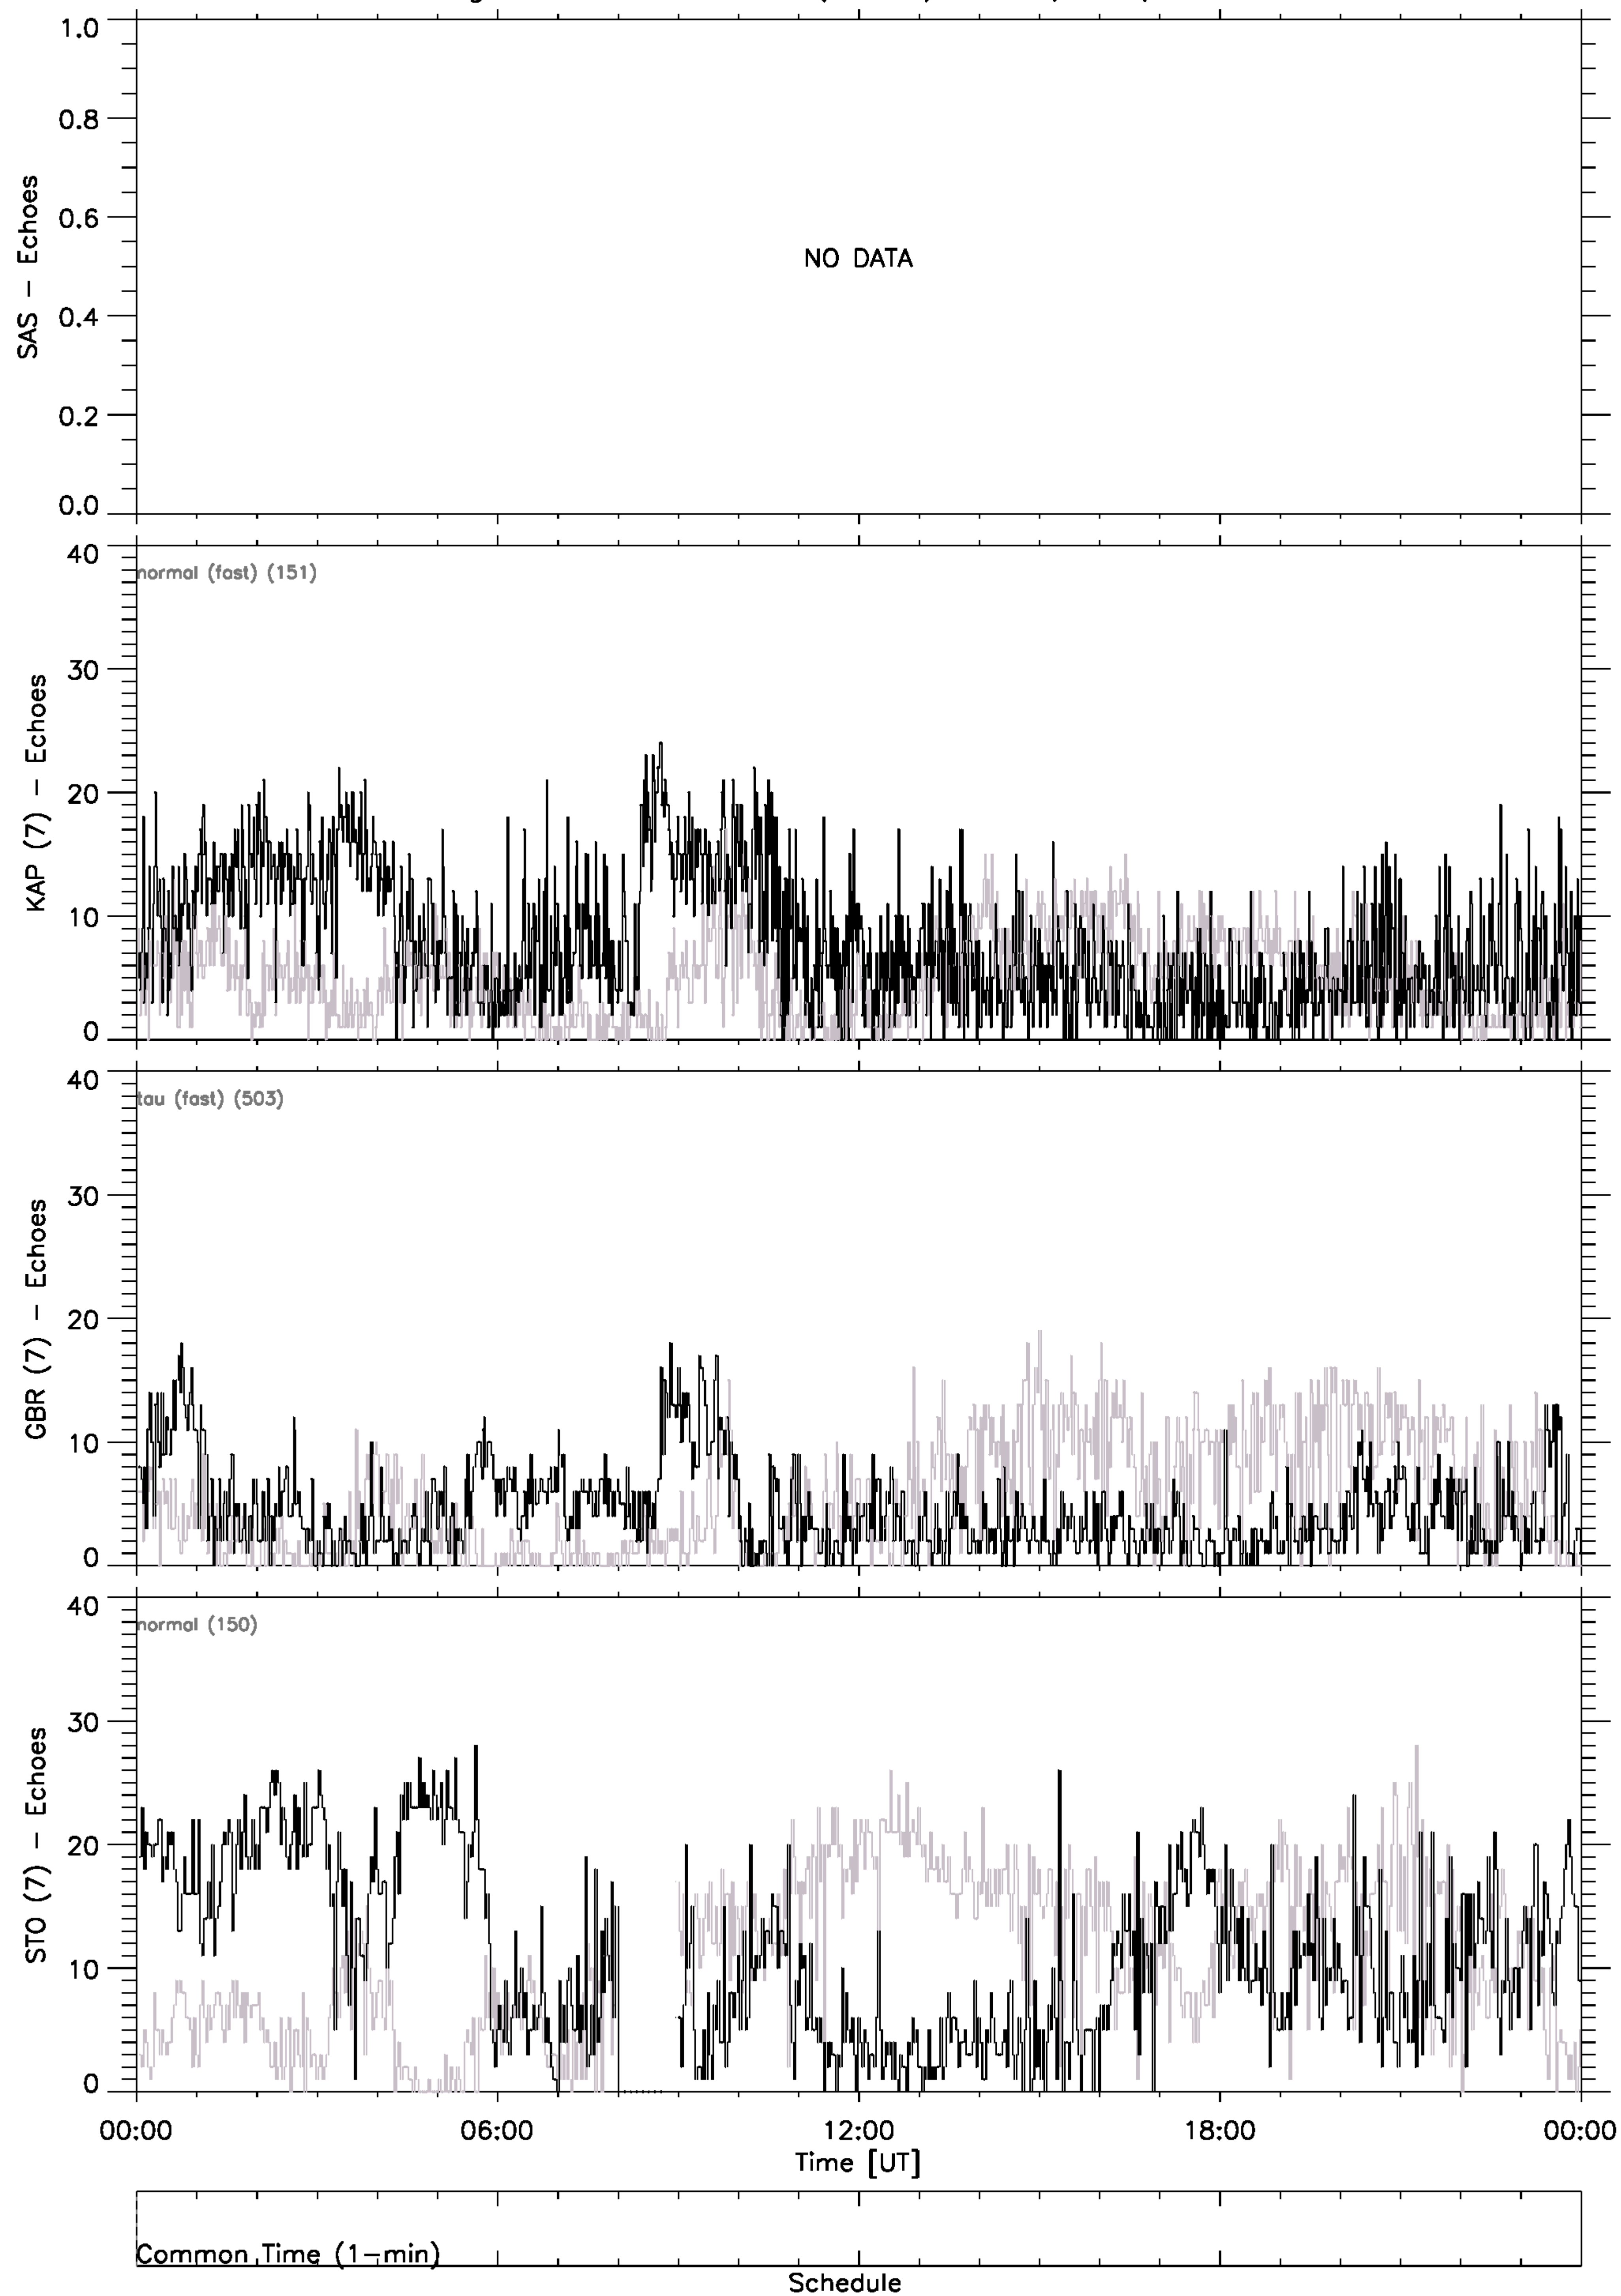 1.0
0.8
0.6
0.4
0.2
0.0
SAS - Echoes
NO DATA
40
30
20
10
0
KAP (7) - Echoes
normal (fast) (151)
40
30
20
10
0
GBR (7) - Echoes
tau (fast) (503)
40
30
20
10
0
STO (7) - Echoes
normal (150)
00:00 06:00 12:00 18:00 00:00
Time [UT]
Common Time (1-min)
Schedule